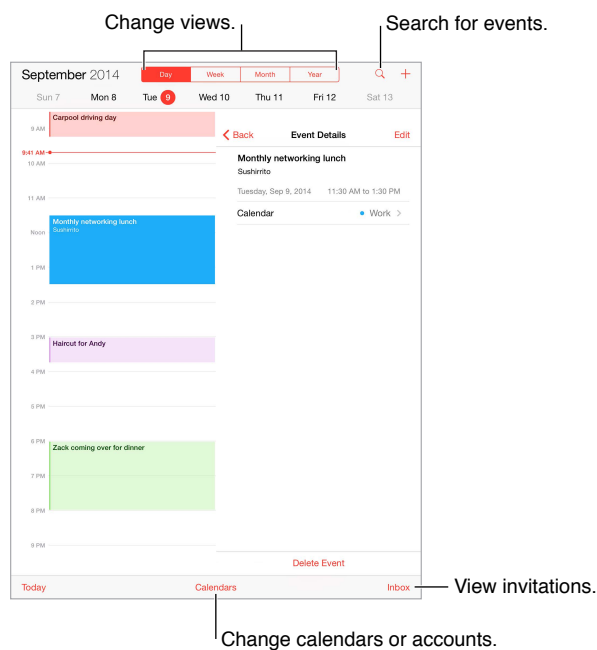 Change views.
Search for events.
September 2014
Day Week Month Year
Sun 7 Mon 8 Tue 9 Wed 10 Thu 11 Fri 12 Sat 13
Carpool driving day
9 AM
9:41 AM
10 AM
11 AM
Monthly networking lunch
Sushirrito
Noon
1 PM
2 PM
3 PM
Haircut for Andy
4 PM
5 PM
6 PM
Zack coming over for dinner
7 PM
8 PM
9 PM
Back Event Details Edit
Monthly networking lunch
Sushirrito
Tuesday, Sep 9, 2014 11:30 AM to 1:30 PM
Calendar Work
Delete Event
Today Calendars Inbox
View invitations.
Change calendars or accounts.